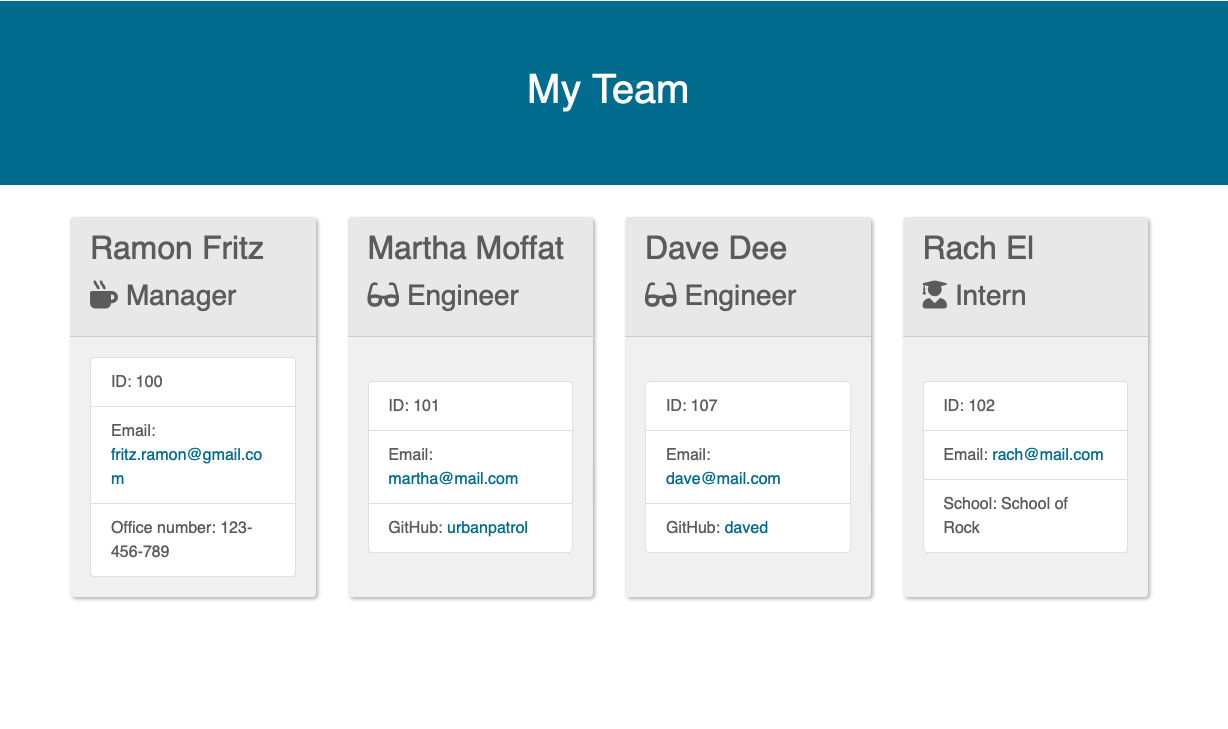 My Team
Ramon Fritz
Manager
ID: 100
Email:
fritz.ramon@gmail.co
m
Office number: 123-
456-789
Martha Moffat
Engineer
ID: 101
Email:
martha@mail.com
GitHub: urbanpatrol
Dave Dee
Engineer
ID: 107
Email:
dave@mail.com
GitHub: daved
Rach El
Intern
ID: 102
Email: rach@mail.com
School: School of
Rock